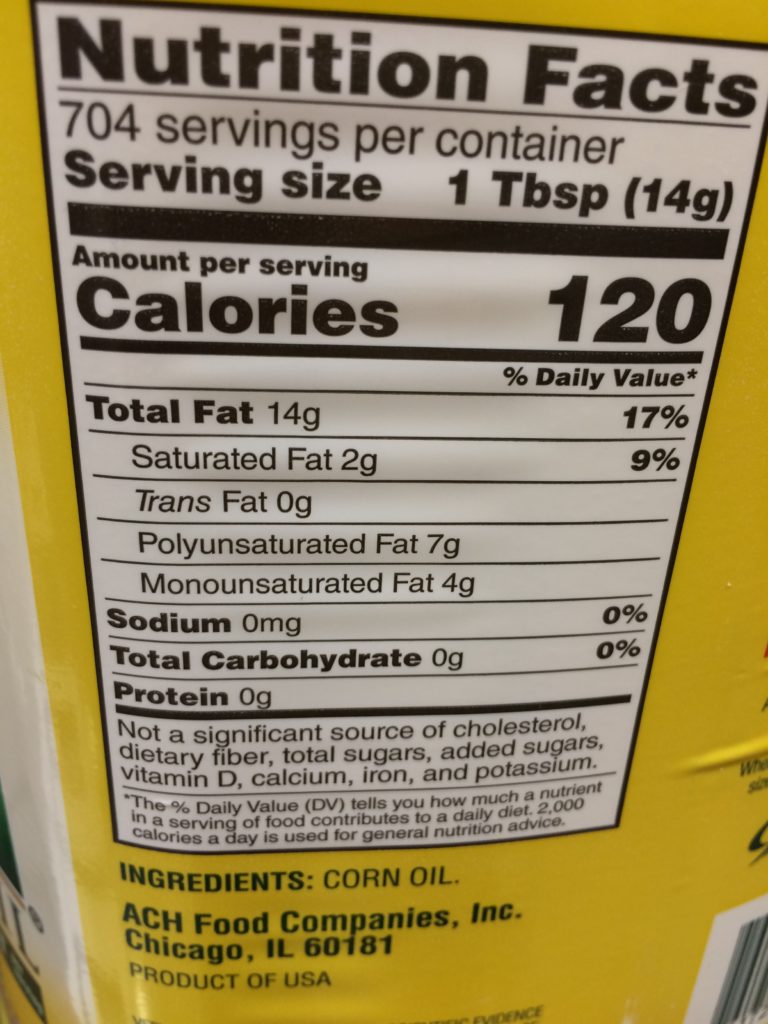 Nutrition Facts
704 servings per container
Serving size 1 Tbsp (14g)
Amount per serving
Calories 120
% Daily Value*
Total Fat 14g 17%
Saturated Fat 2g 9%
Trans Fat 0g
Polyunsaturated Fat 7g
Monounsaturated Fat 4g
Sodium 0mg 0%
Total Carbohydrate 0g 0%
Protein 0g
Not a significant source of cholesterol,
dietary fiber, total sugars, added sugars,
vitamin D, calcium, iron, and potassium.
*The % Daily Value (DV) tells you how much a nutrient
in a serving of food contributes to a daily diet. 2,000
calories a day is used for general nutrition advice.
INGREDIENTS: CORN OIL.
ACH Food Companies, Inc.
Chicago, IL 60181
PRODUCT OF USA
EVIDENCE